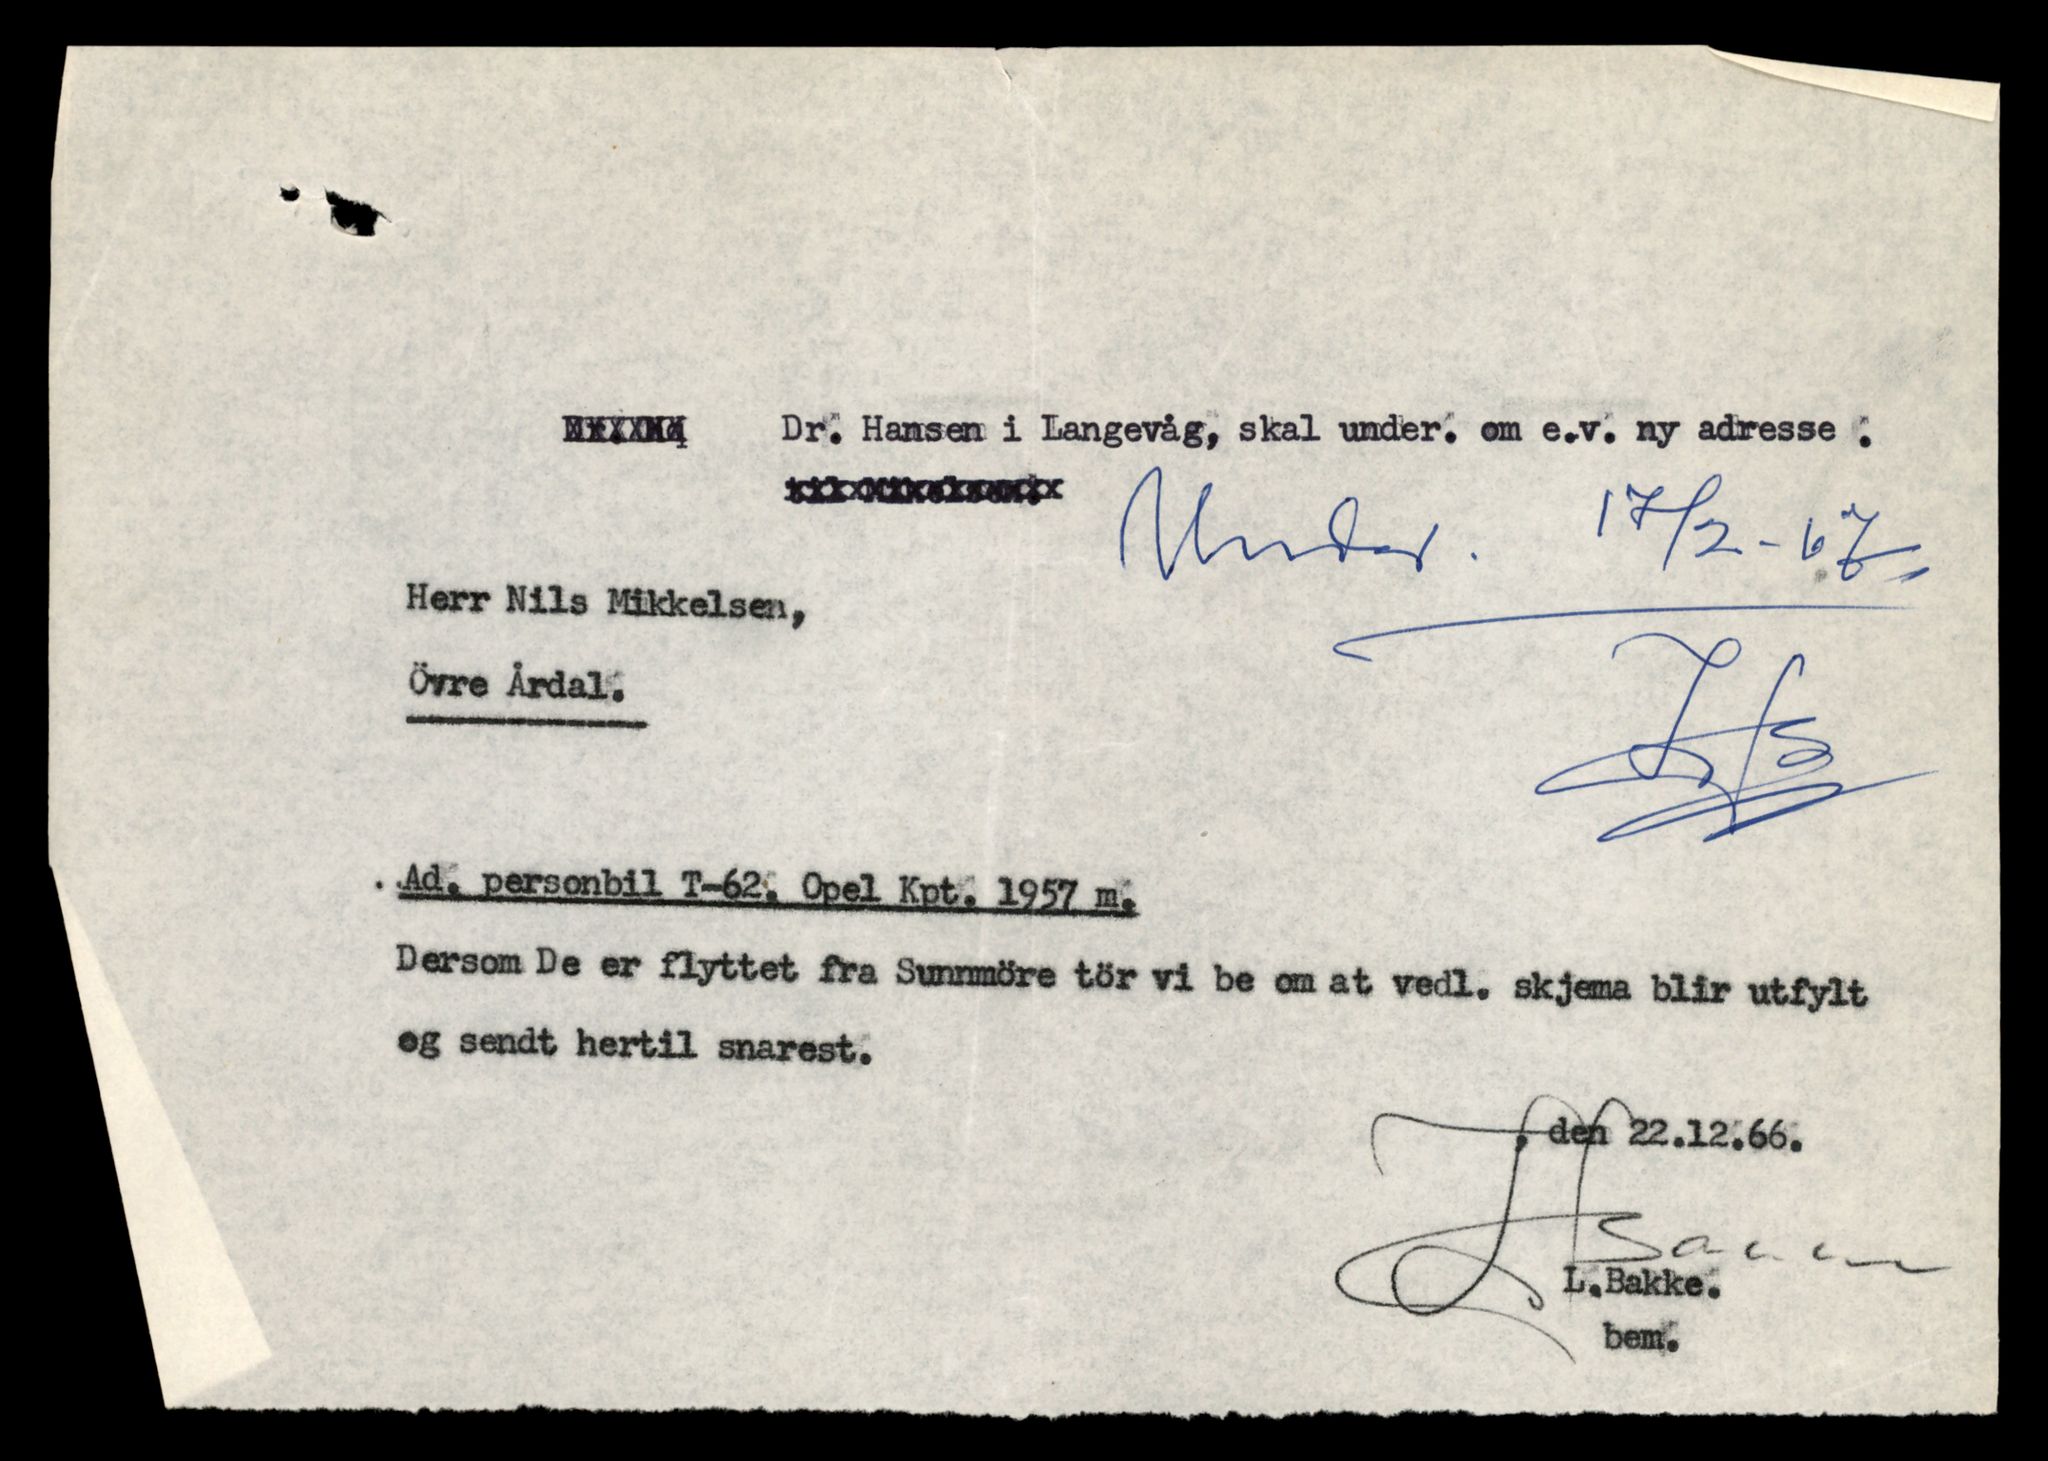 Dr. Hansen i Langevåg, skal under. om e.v. ny adresse .
Under. 17/2-67
Herr Nils Mikkelsen,
Övre Årdal.
Ad. personbil T-62. Opel Kpt. 1957 m.
Dersom De er flyttet fra Sunnmöre tör vi be om at vedl. skjema blir utfylt
og sendt hertil snarest.
den 22.12.66.
L.Bakke.
bem.